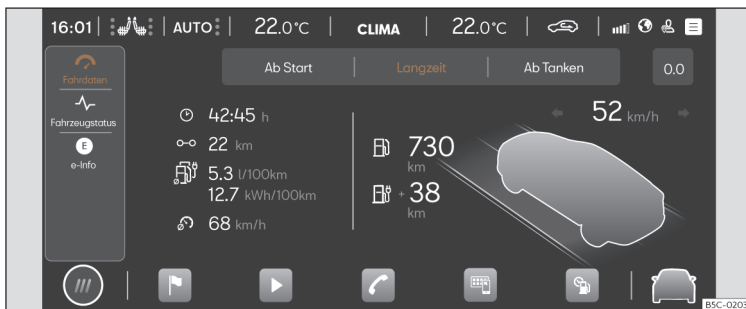 16:01 AUTO 22.0°C CLIMA 22.0°C
Fahrdaten
Fahrzeugstatus
E
e-Info
Ab Start Langzeit Ab Tanken 0.0
42:45 h
22 km
5.3 l/100km
12.7 kWh/100km
68 km/h
730
km
+38
km
52 km/h
B5C-0203